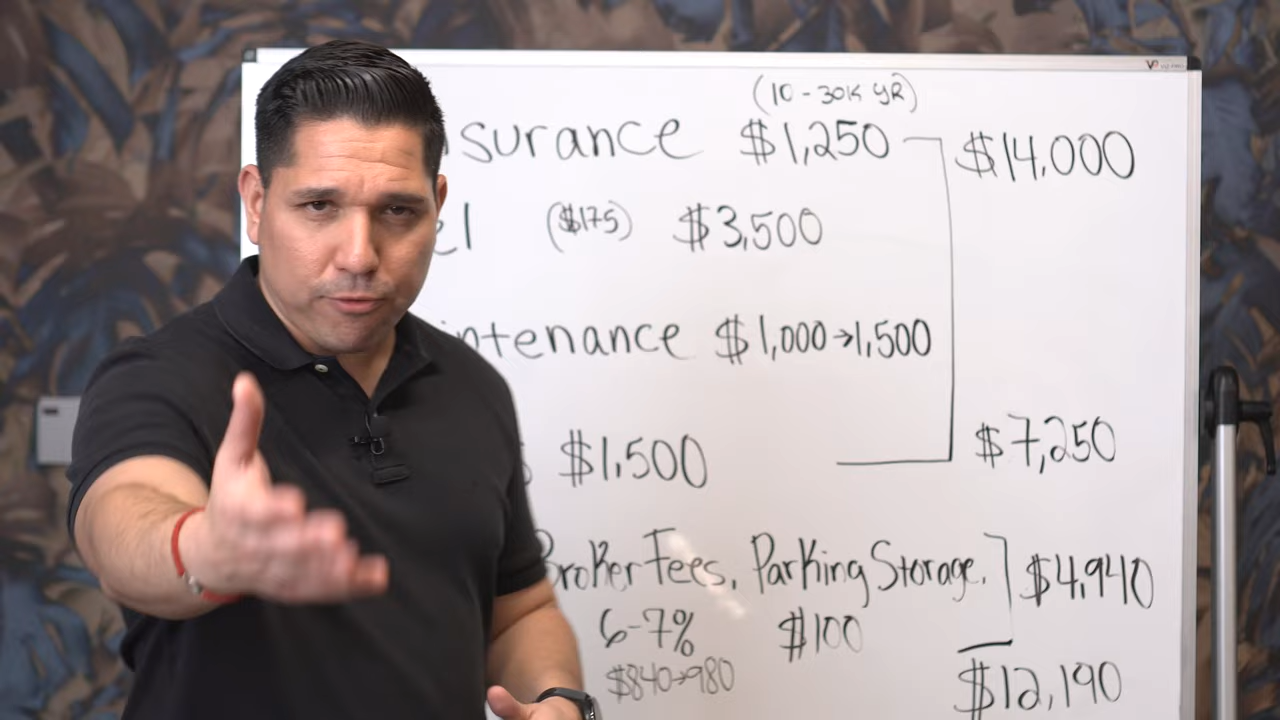 (10-30K YR)
surance $1,250 $14,000
el ($175) $3,500
intenance $1,000→1,500
s $1,500 $7,250
Broker Fees, Parking Storage. $4,940
6-7% $100
$840→980 $12,190